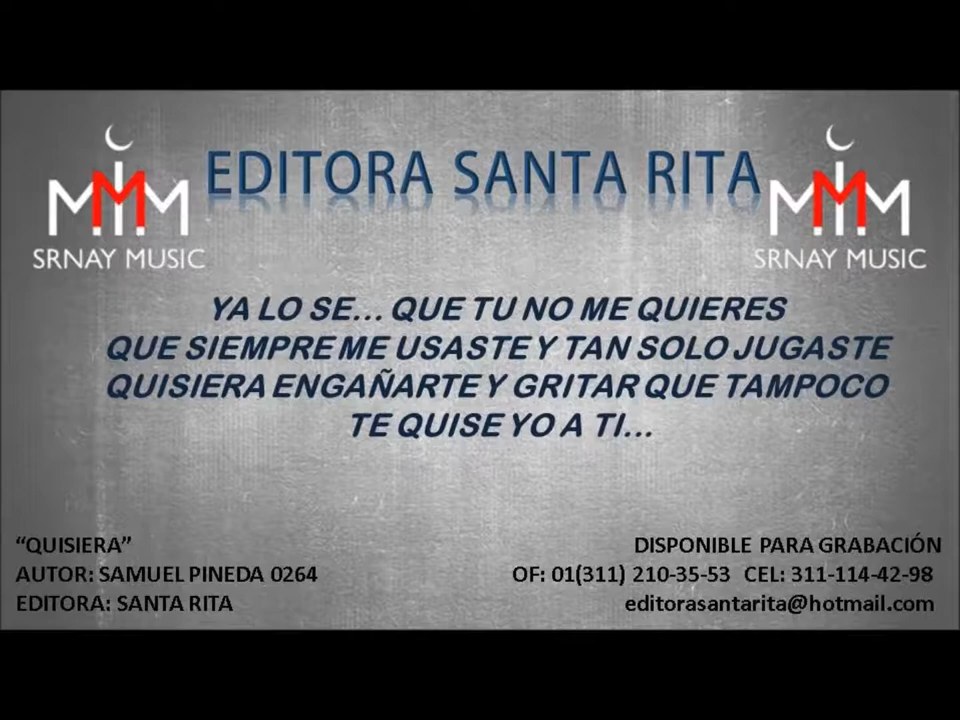 EDITORA SANTA RITA
SRNAY MUSIC
SRNAY MUSIC
YA LO SE... QUE TU NO ME QUIERES
QUE SIEMPRE ME USASTE Y TAN SOLO JUGASTE
QUISIERA ENGAÑARTE Y GRITAR QUE TAMPOCO
TE QUISE YO A TI...
“QUISIERA”
AUTOR: SAMUEL PINEDA 0264
EDITORA: SANTA RITA
DISPONIBLE PARA GRABACIÓN
OF: 01(311) 210-35-53 CEL: 311-114-42-98
editorasantarita@hotmail.com